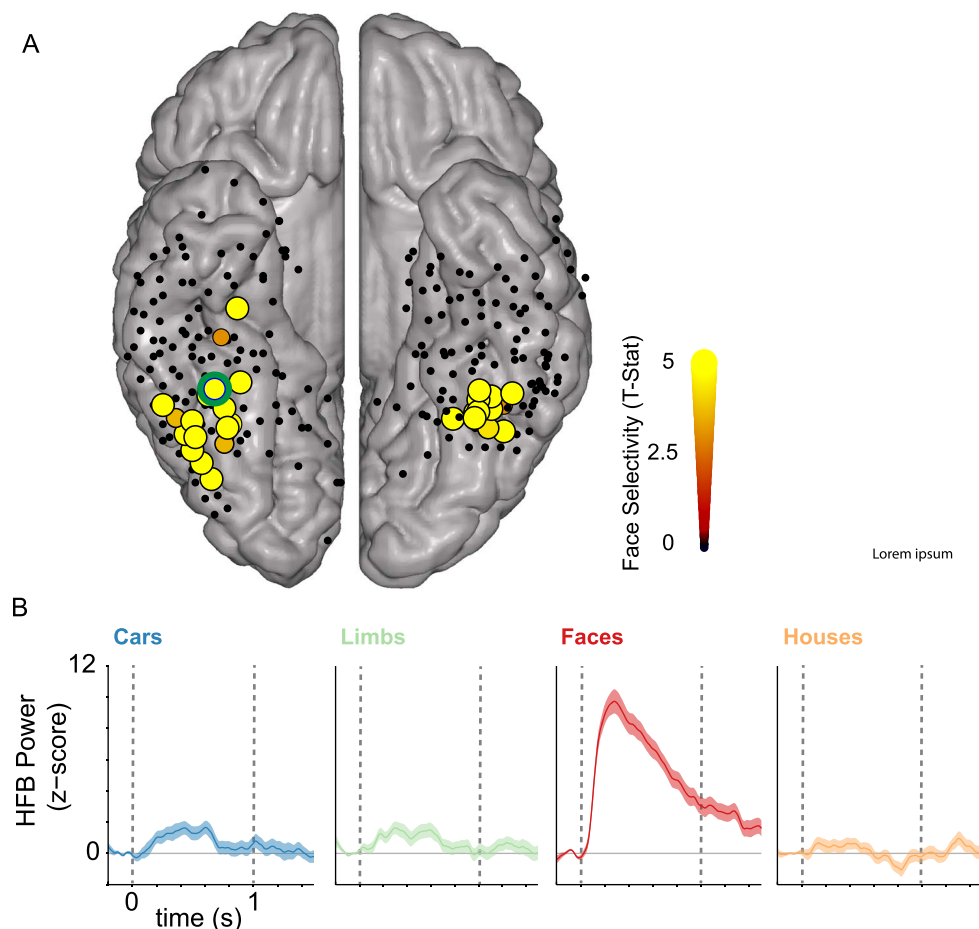 A
Face Selectivity (T-Stat)
5
2.5
0
Lorem ipsum
B
Cars
Limbs
Faces
Houses
HFB Power
(z-score)
12
0
0
1
time (s)